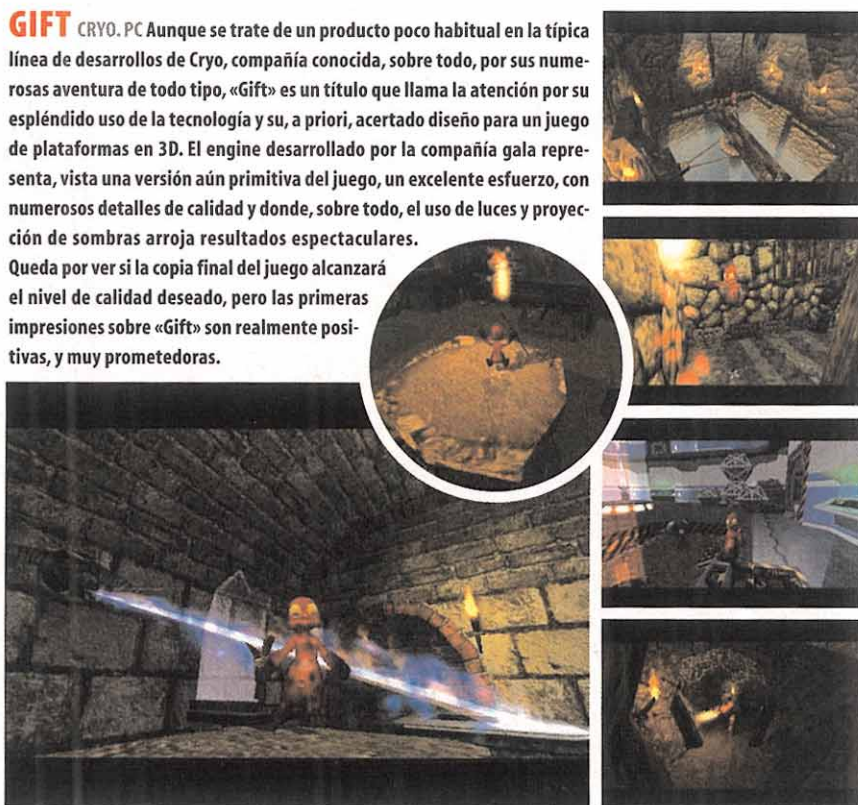 GIFT CRYO. PC Aunque se trate de un producto poco habitual en la típica
línea de desarrollos de Cryo, compañía conocida, sobre todo, por sus nume-
rosas aventura de todo tipo, «Gift» es un título que llama la atención por su
espléndido uso de la tecnología y su, a priori, acertado diseño para un juego
de plataformas en 3D. El engine desarrollado por la compañía gala repre-
senta, vista una versión aún primitiva del juego, un excelente esfuerzo, con
numerosos detalles de calidad y donde, sobre todo, el uso de luces y proyec-
ción de sombras arroja resultados espectaculares.
Queda por ver si la copia final del juego alcanzará
el nivel de calidad deseado, pero las primeras
impresiones sobre «Gift» son realmente posi-
tivas, y muy prometedoras.